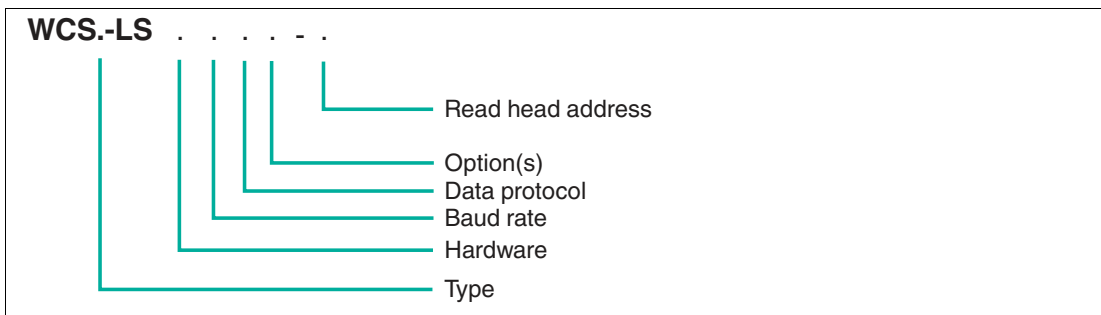 WCS.-LS . . . . - .
Read head address
Option(s)
Data protocol
Baud rate
Hardware
Type